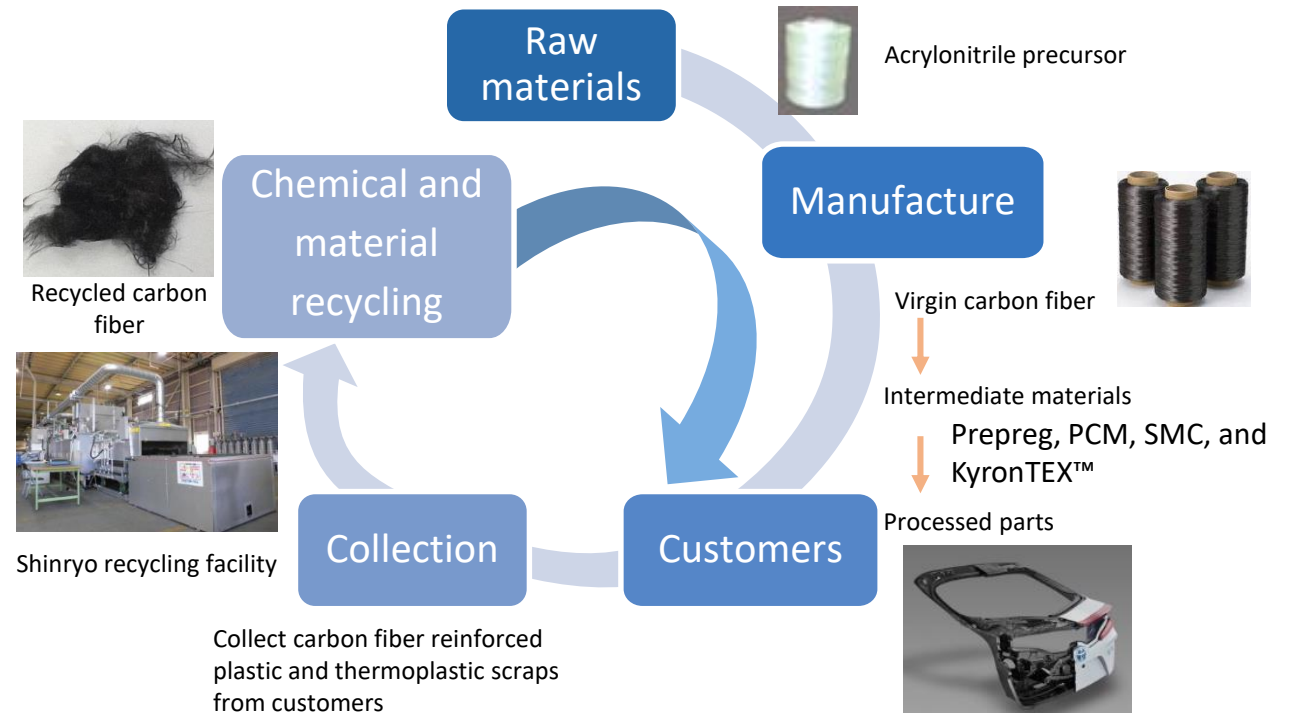 Raw
materials
Acrylonitrile precursor
Manufacture
Virgin carbon fiber
Intermediate materials
Prepreg, PCM, SMC, and
KyronTEX™
Processed parts
Customers
Collection
Collect carbon fiber reinforced
plastic and thermoplastic scraps
from customers
Chemical and
material
recycling
Recycled carbon
fiber
Shinryo recycling facility